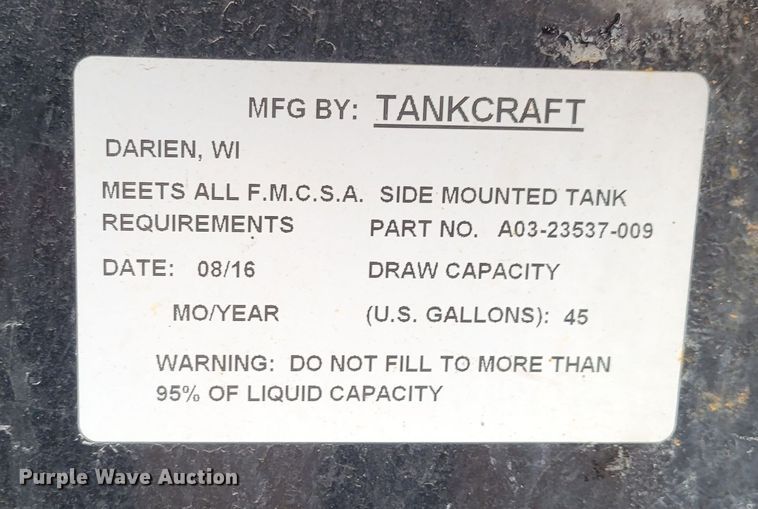 MFG BY: TANKCRAFT
DARIEN, WI
MEETS ALL F.M.C.S.A. SIDE MOUNTED TANK
REQUIREMENTS PART NO. A03-23537-009
DATE: 08/16 DRAW CAPACITY
MO/YEAR (U.S. GALLONS): 45
WARNING: DO NOT FILL TO MORE THAN
95% OF LIQUID CAPACITY
Purple Wave Auction